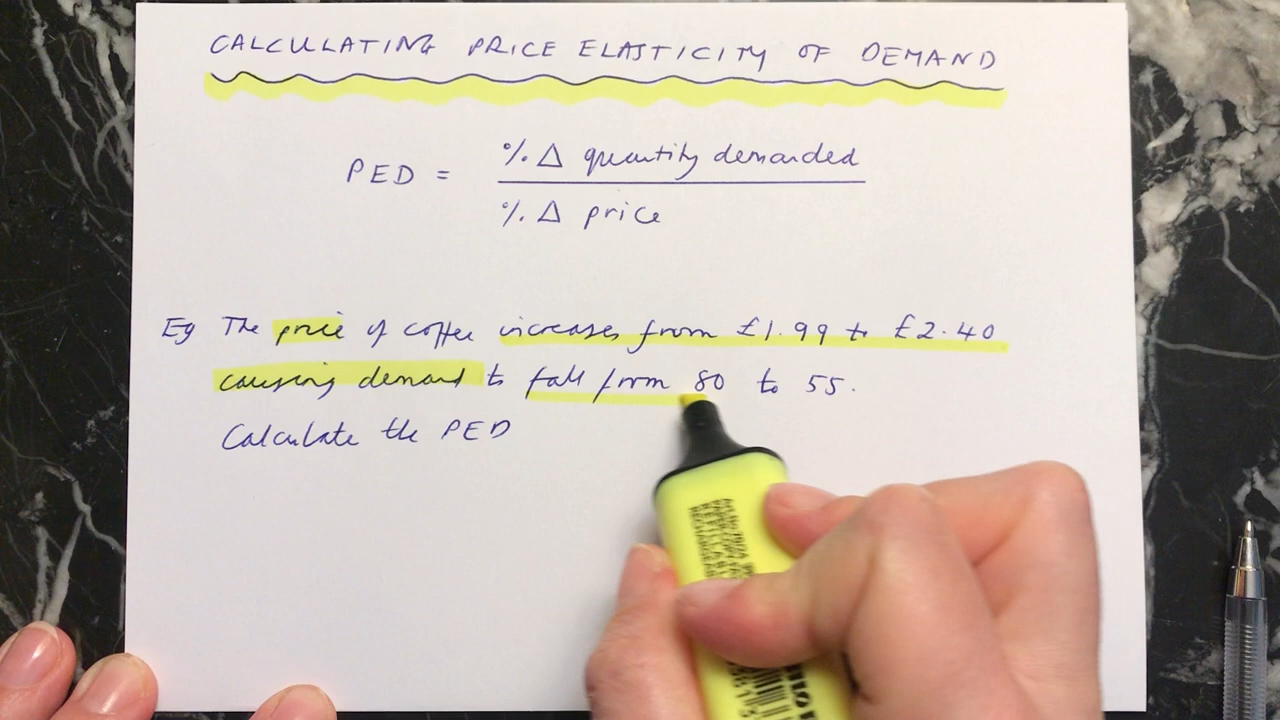 CALCULATING PRICE ELASTICITY OF DEMAND
PED = % Δ quantity demanded
% Δ price
Eg The price of coffee increases from £1.99 to £2.40
causing demand to fall from 80 to 55.
Calculate the PED